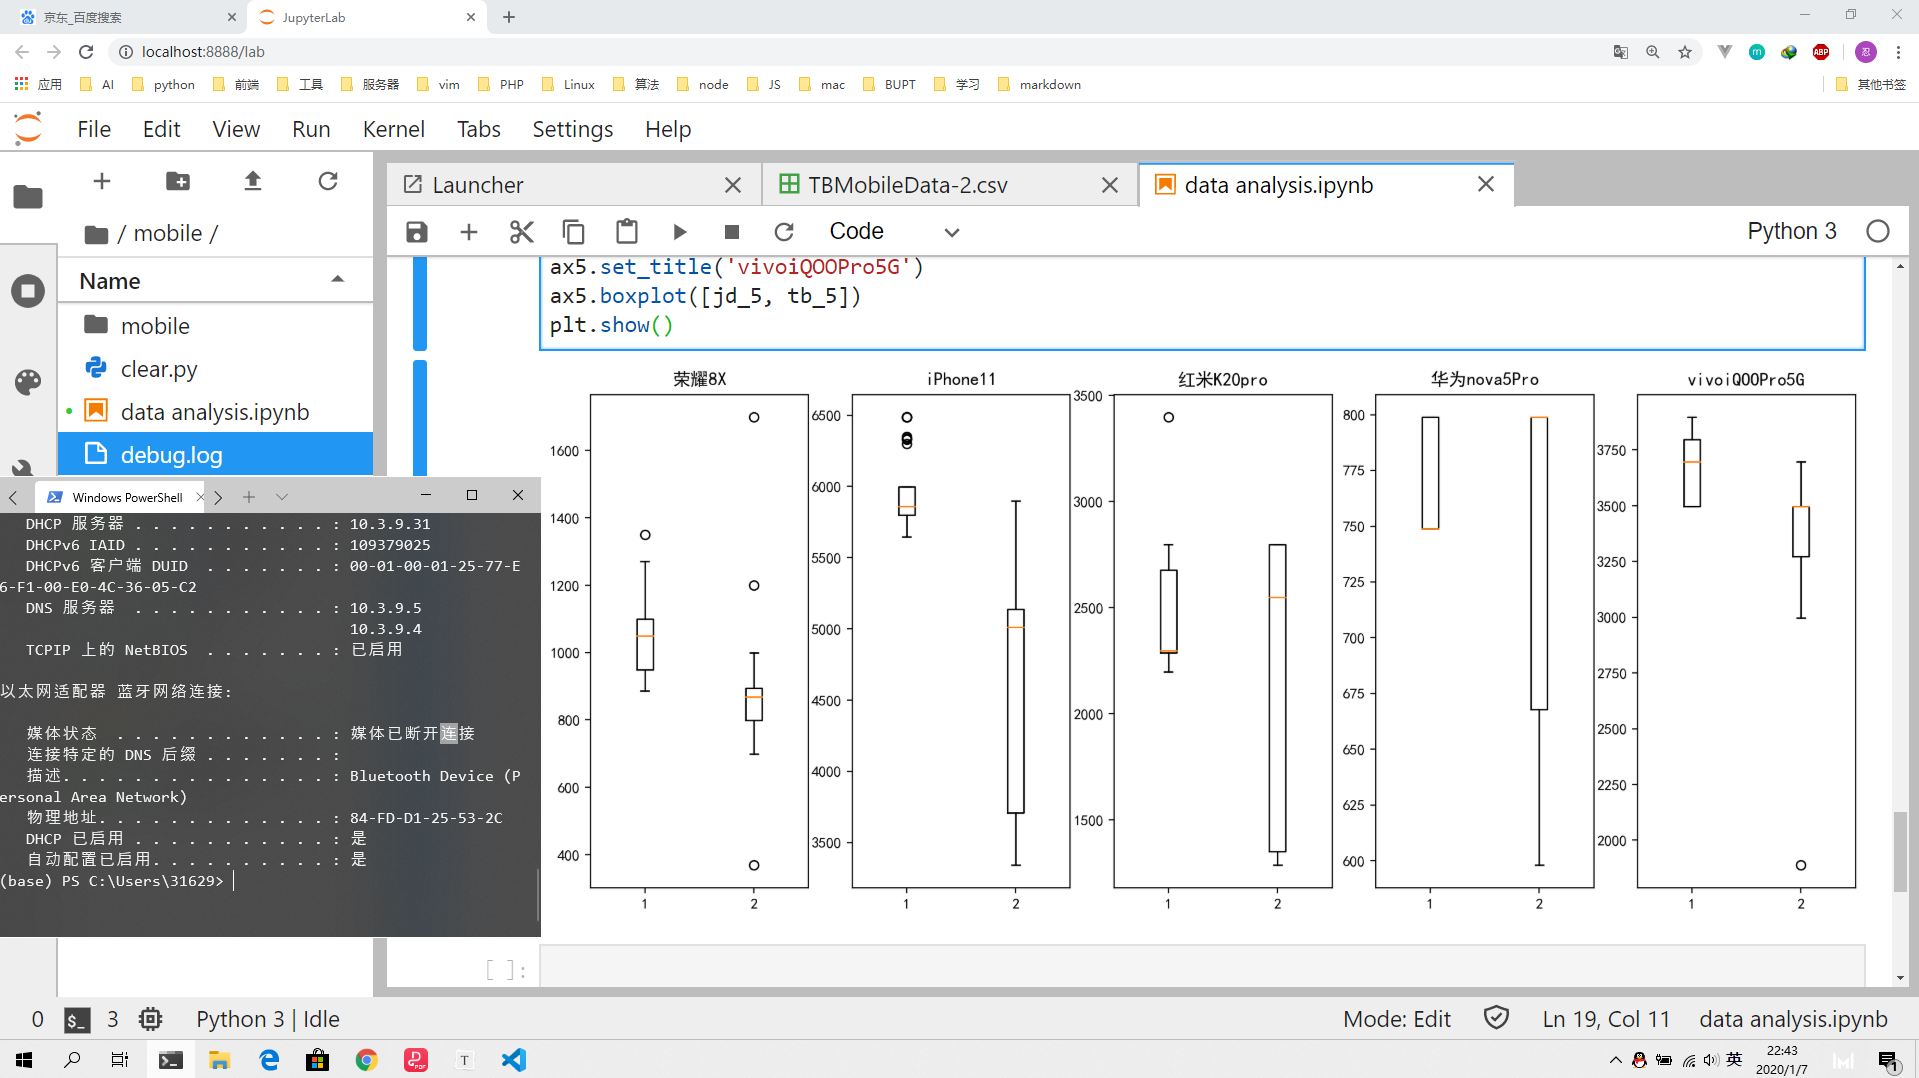 京东_百度搜索
JupyterLab
localhost:8888/lab
应用
AI
python
前端
工具
服务器
vim
PHP
Linux
算法
node
JS
mac
BUPT
学习
markdown
其他书签
m
ABP
忍
File Edit View Run Kernel Tabs Settings Help
Launcher
TBMobileData-2.csv
data analysis.ipynb
/ mobile /
Code
Python 3
Name
mobile
clear.py
data analysis.ipynb
debug.log
ax5.set_title('vivoiQOOPro5G')
ax5.boxplot([jd_5, tb_5])
plt.show()
荣耀8X
1600
1400
1200
1000
800
600
400
1 2
iPhone11
6500
6000
5500
5000
4500
4000
3500
1 2
红米K20pro
3500
3000
2500
2000
1500
1 2
华为nova5Pro
800
775
750
725
700
675
650
625
600
1 2
vivoiQOOPro5G
3750
3500
3250
3000
2750
2500
2250
2000
1 2
[ ]:
Windows PowerShell
DHCP 服务器 . . . . . . . . . . . : 10.3.9.31
DHCPv6 IAID . . . . . . . . . . . : 109379025
DHCPv6 客户端 DUID . . . . . . . : 00-01-00-01-25-77-E
6-F1-00-E0-4C-36-05-C2
DNS 服务器 . . . . . . . . . . . : 10.3.9.5
10.3.9.4
TCPIP 上的 NetBIOS . . . . . . . : 已启用
以太网适配器 蓝牙网络连接:
媒体状态 . . . . . . . . . . . . : 媒体已断开连接
连接特定的 DNS 后缀 . . . . . . . :
描述. . . . . . . . . . . . . . . : Bluetooth Device (P
ersonal Area Network)
物理地址. . . . . . . . . . . . . : 84-FD-D1-25-53-2C
DHCP 已启用 . . . . . . . . . . . : 是
自动配置已启用. . . . . . . . . . : 是
(base) PS C:\Users\31629>
0
$_
3
Python 3 | Idle
Mode: Edit
Ln 19, Col 11
data analysis.ipynb
PDF
T
英
22:43
2020/1/7
1